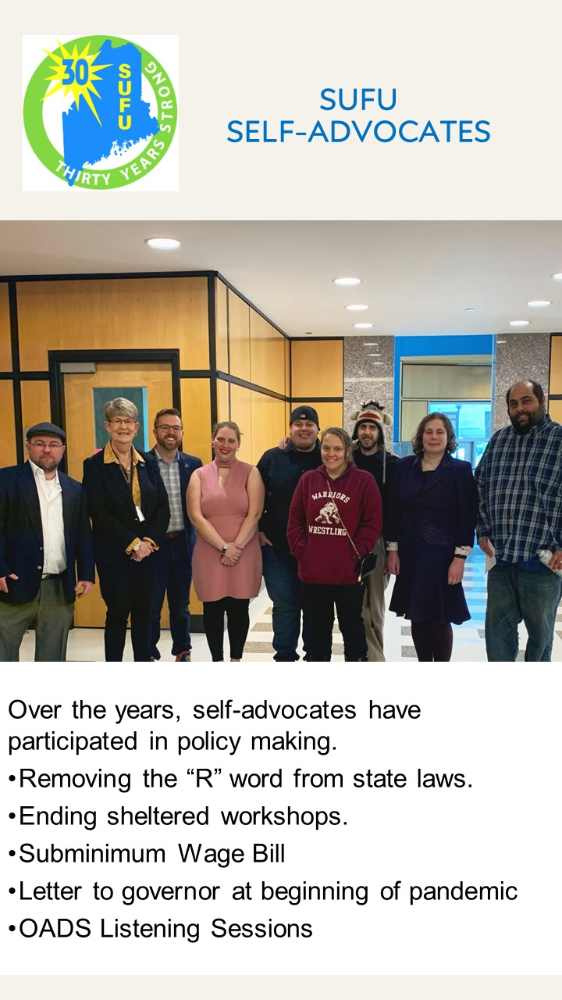 30
SUFU
THIRTY YEARS STRONG
SUFU
SELF-ADVOCATES
WARRIORS
WRESTLING
Over the years, self-advocates have
participated in policy making.
•Removing the “R” word from state laws.
•Ending sheltered workshops.
•Subminimum Wage Bill
•Letter to governor at beginning of pandemic
•OADS Listening Sessions